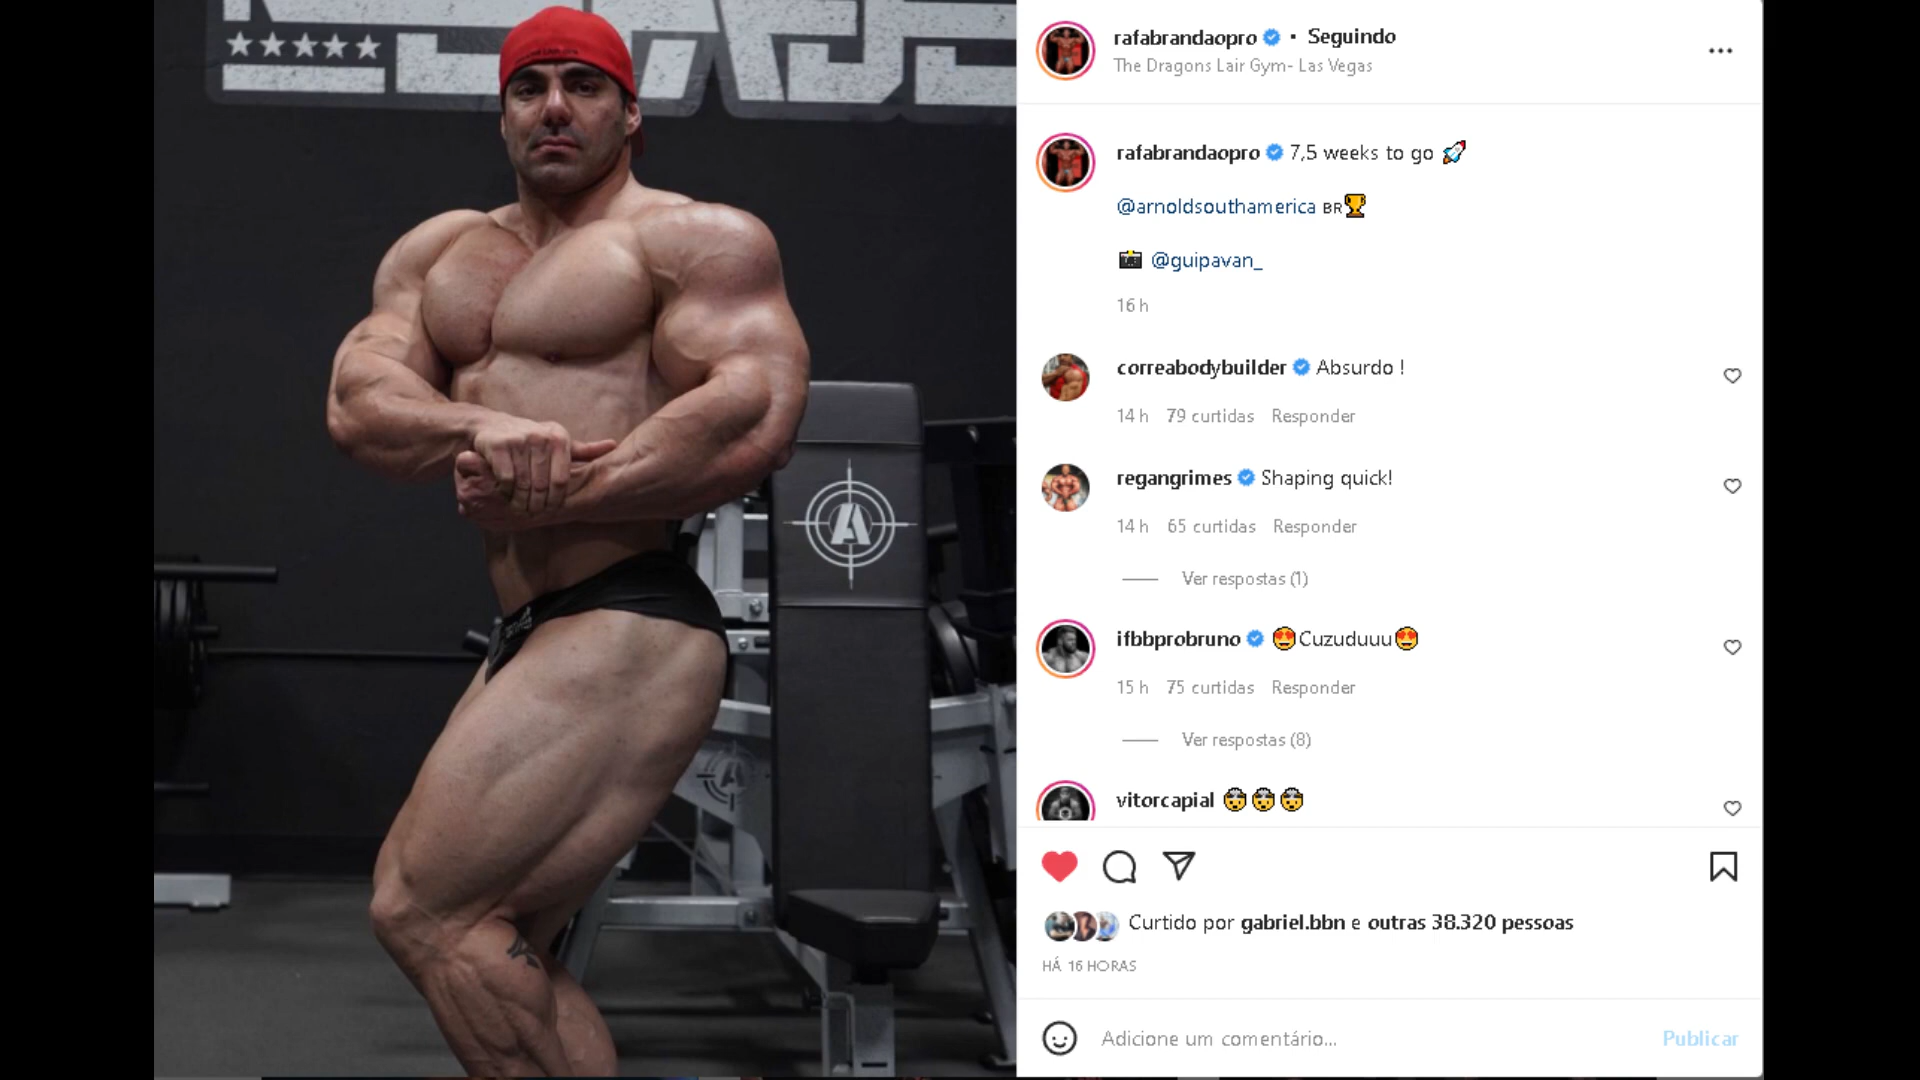 rafabrandaopro • Seguindo
The Dragons Lair Gym- Las Vegas
rafabrandaopro 7,5 weeks to go 🚀
@arnoldsouthamerica BR🏆
📸 @guipavan_
16 h
correabodybuilder Absurdo !
14 h 79 curtidas Responder
regangrimes Shaping quick!
14 h 65 curtidas Responder
Ver respostas (1)
ifbbprobruno 😍Cuzuduuu😍
15 h 75 curtidas Responder
Ver respostas (8)
vitorcapial 🤯🤯🤯
Curtido por gabriel.bbn e outras 38.320 pessoas
HÁ 16 HORAS
Adicione um comentário...
Publicar
A